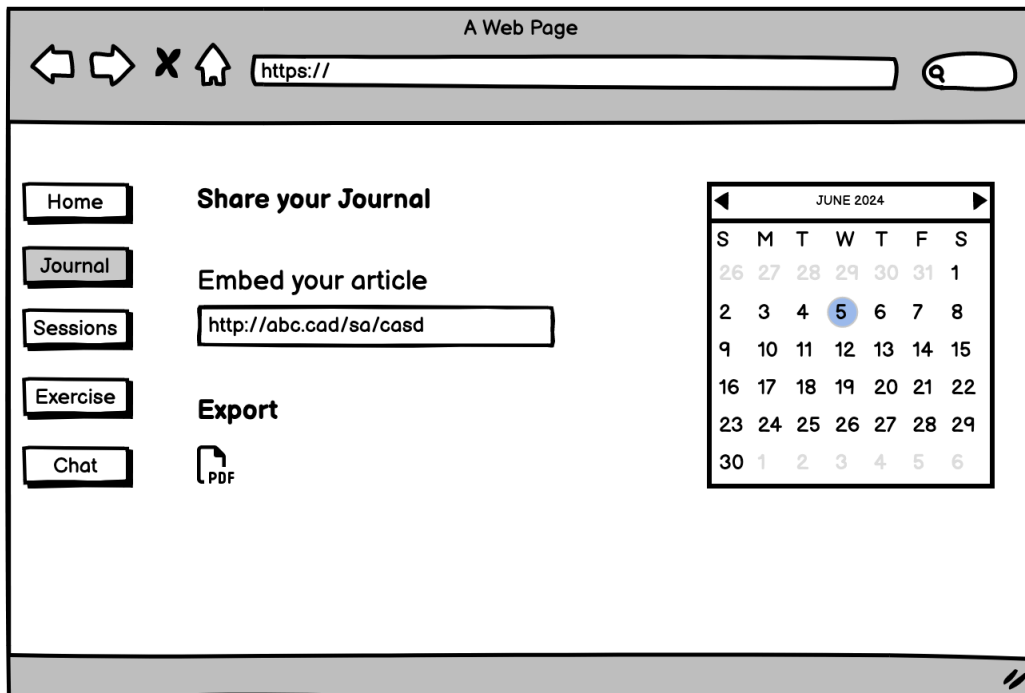 A Web Page
https://
Home
Journal
Sessions
Exercise
Chat
Share your Journal
Embed your article
http://abc.cad/sa/casd
Export
PDF
JUNE 2024
S M T W T F S
26 27 28 29 30 31 1
2 3 4 5 6 7 8
9 10 11 12 13 14 15
16 17 18 19 20 21 22
23 24 25 26 27 28 29
30 1 2 3 4 5 6